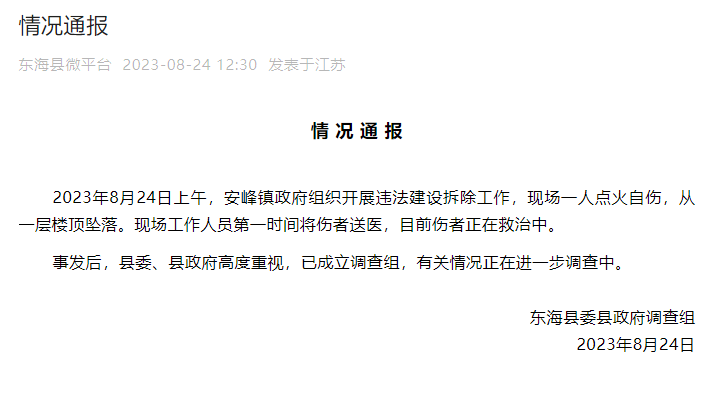 情况通报
东海县微平台 2023-08-24 12:30 发表于江苏
情 况 通 报
2023年8月24日上午，安峰镇政府组织开展违法建设拆除工作，现场一人点火自伤，从
一层楼顶坠落。现场工作人员第一时间将伤者送医，目前伤者正在救治中。
事发后，县委、县政府高度重视，已成立调查组，有关情况正在进一步调查中。
东海县委县政府调查组
2023年8月24日